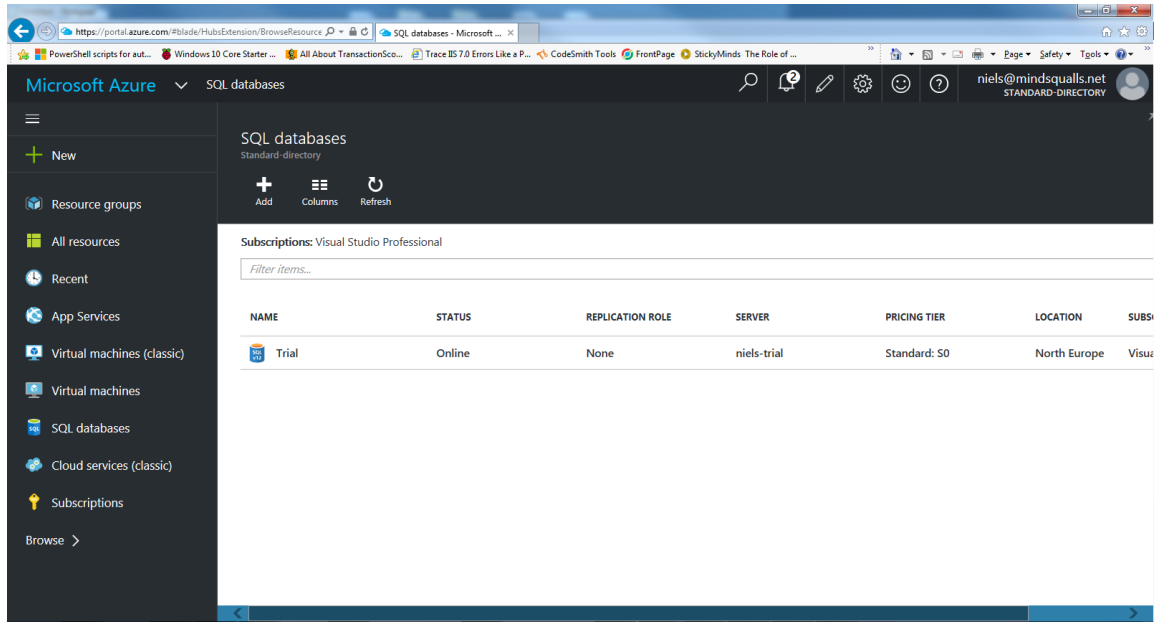 https://portal.azure.com/#blade/HubsExtension/BrowseResource
SQL databases - Microsoft ...
PowerShell scripts for aut...
Windows 10 Core Starter ...
All About TransactionSco...
Trace IIS 7.0 Errors Like a P...
CodeSmith Tools
FrontPage
StickyMinds The Role of ...
Page
Safety
Tools
Microsoft Azure
SQL databases
2
niels@mindsqualls.net
STANDARD-DIRECTORY
New
Resource groups
All resources
Recent
App Services
Virtual machines (classic)
Virtual machines
SQL databases
Cloud services (classic)
Subscriptions
Browse >
SQL databases
Standard-directory
Add Columns Refresh
Subscriptions: Visual Studio Professional
Filter items...
NAME STATUS REPLICATION ROLE SERVER PRICING TIER LOCATION SUBS
Trial Online None niels-trial Standard: S0 North Europe Visua